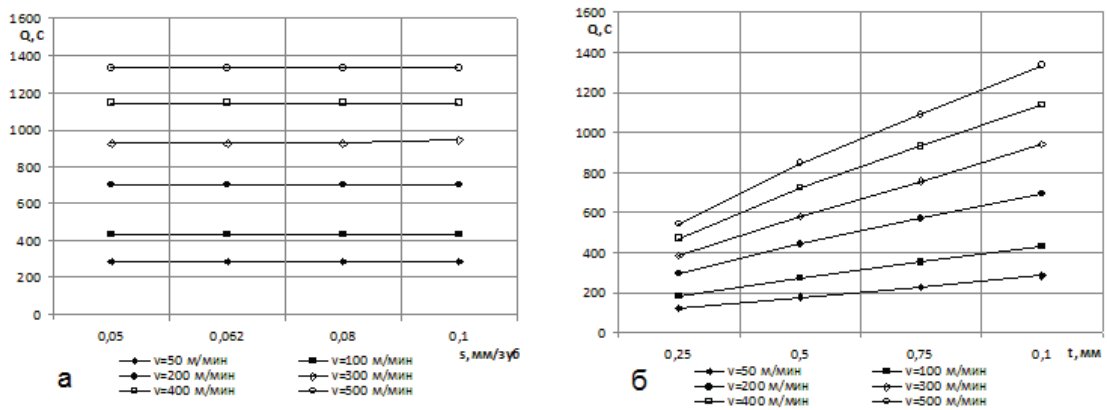 1600
Q, C
1400
1200
1000
800
600
400
200
0
0,05 0,062 0,08 0,1
s, мм/зуб
v=50 м/мин v=100 м/мин
v=200 м/мин v=300 м/мин
v=400 м/мин v=500 м/мин
а
1600
Q, C
1400
1200
1000
800
600
400
200
0
0,25 0,5 0,75 0,1
t, мм
v=50 м/мин v=100 м/мин
v=200 м/мин v=300 м/мин
v=400 м/мин v=500 м/мин
б